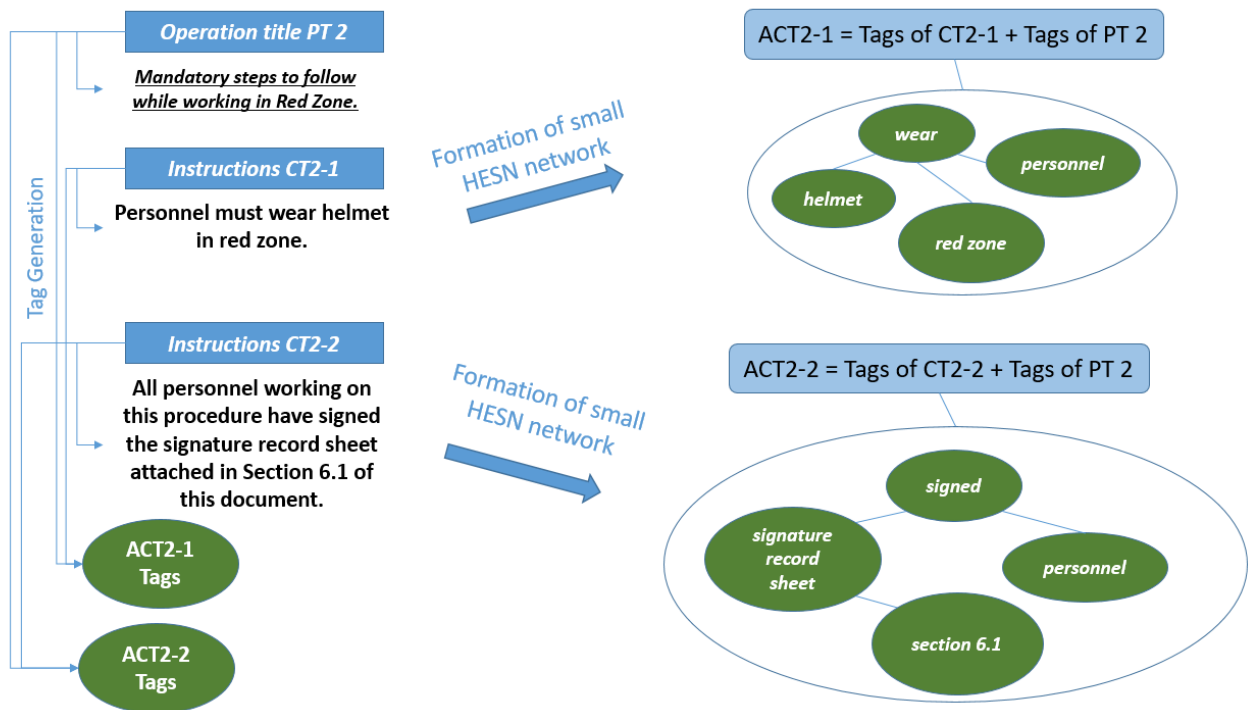 Operation title PT 2
Mandatory steps to follow
while working in Red Zone.
Instructions CT2-1
Personnel must wear helmet
in red zone.
Tag Generation
Instructions CT2-2
All personnel working on
this procedure have signed
the signature record sheet
attached in Section 6.1 of
this document.
ACT2-1
Tags
ACT2-2
Tags
Formation of small
HESN network
Formation of small
HESN network
ACT2-1 = Tags of CT2-1 + Tags of PT 2
wear
personnel
helmet
red zone
ACT2-2 = Tags of CT2-2 + Tags of PT 2
signed
signature
record
sheet
personnel
section 6.1